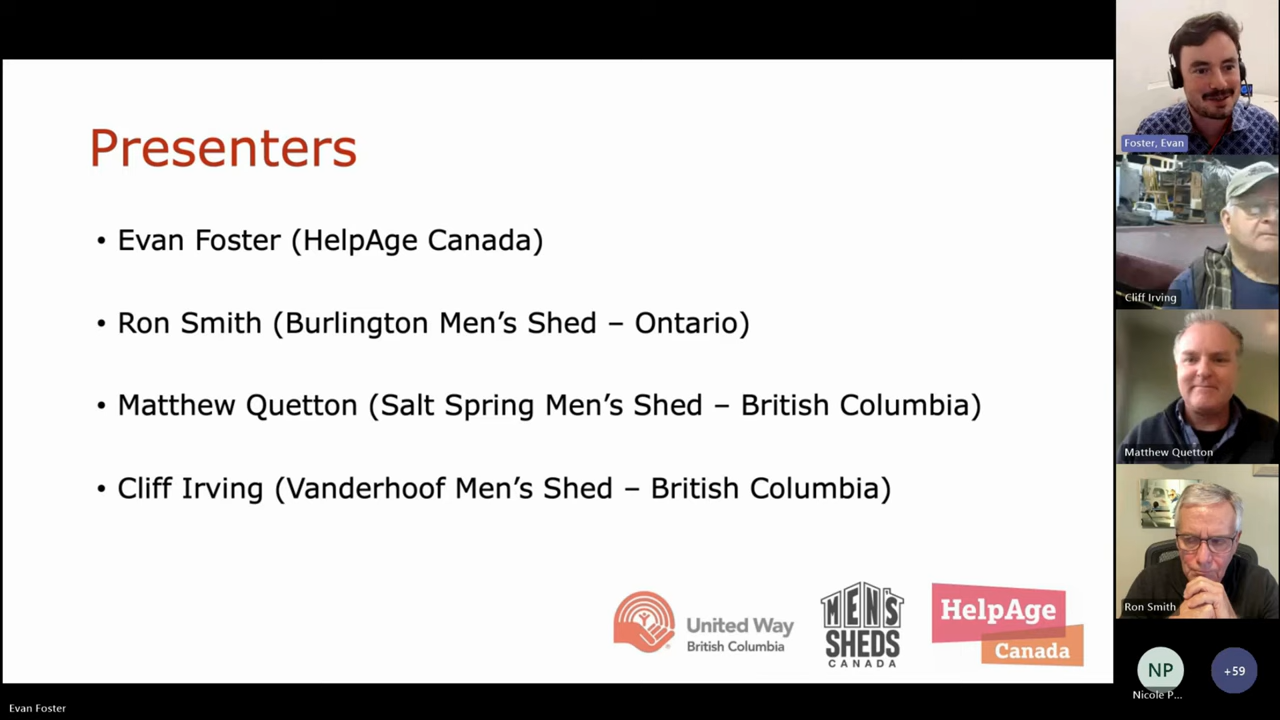 Presenters
• Evan Foster (HelpAge Canada)
• Ron Smith (Burlington Men’s Shed – Ontario)
• Matthew Quetton (Salt Spring Men’s Shed – British Columbia)
• Cliff Irving (Vanderhoof Men’s Shed – British Columbia)
United Way
British Columbia
MEN'S
SHEDS
CANADA
HelpAge
Canada
Foster, Evan
Cliff Irving
Matthew Quetton
Ron Smith
NP
Nicole P...
+59
Evan Foster